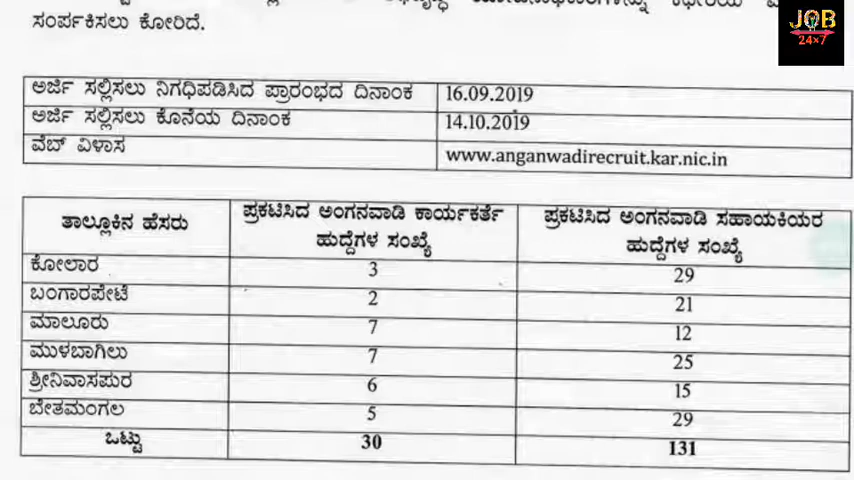 JOB
24×7
ಸಂಪರ್ಕಿಸಲು ಕೋರಿದೆ.
ಅರ್ಜಿ ಸಲ್ಲಿಸಲು ನಿಗಧಿಪಡಿಸಿದ ಪ್ರಾರಂಭದ ದಿನಾಂಕ 16.09.2019
ಅರ್ಜಿ ಸಲ್ಲಿಸಲು ಕೊನೆಯ ದಿನಾಂಕ 14.10.2019
ವೆಬ್ ವಿಳಾಸ www.anganwadirecruit.kar.nic.in
ತಾಲ್ಲೂಕಿನ ಹೆಸರು ಪ್ರಕಟಿಸಿದ ಅಂಗನವಾಡಿ ಕಾರ್ಯಕರ್ತೆ ಪ್ರಕಟಿಸಿದ ಅಂಗನವಾಡಿ ಸಹಾಯಕಿಯರ
ಹುದ್ದೆಗಳ ಸಂಖ್ಯೆ ಹುದ್ದೆಗಳ ಸಂಖ್ಯೆ
ಕೋಲಾರ 3 29
ಬಂಗಾರಪೇಟೆ 2 21
ಮಾಲೂರು 7 12
ಮುಳಬಾಗಿಲು 7 25
ಶ್ರೀನಿವಾಸಪುರ 6 15
ಬೇತಮಂಗಲ 5 29
ಒಟ್ಟು 30 131